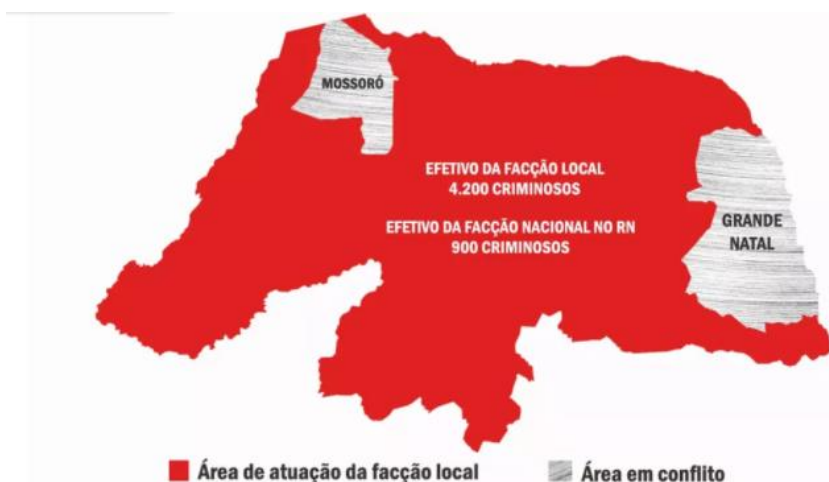 MOSSORÓ
EFETIVO DA FACÇÃO LOCAL
4.200 CRIMINOSOS
EFETIVO DA FACÇÃO NACIONAL NO RN
900 CRIMINOSOS
GRANDE
NATAL
Área de atuação da facção local
Área em conflito